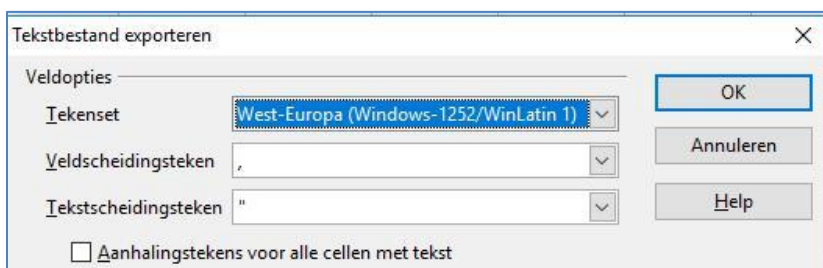 Tekstbestand exporteren
Veldopties
OK
Tekenset West-Europa (Windows-1252/WinLatin 1)
Annuleren
Veldscheidingsteken ,
Tekstscheidingsteken "
Help
Aanhalingstekens voor alle cellen met tekst